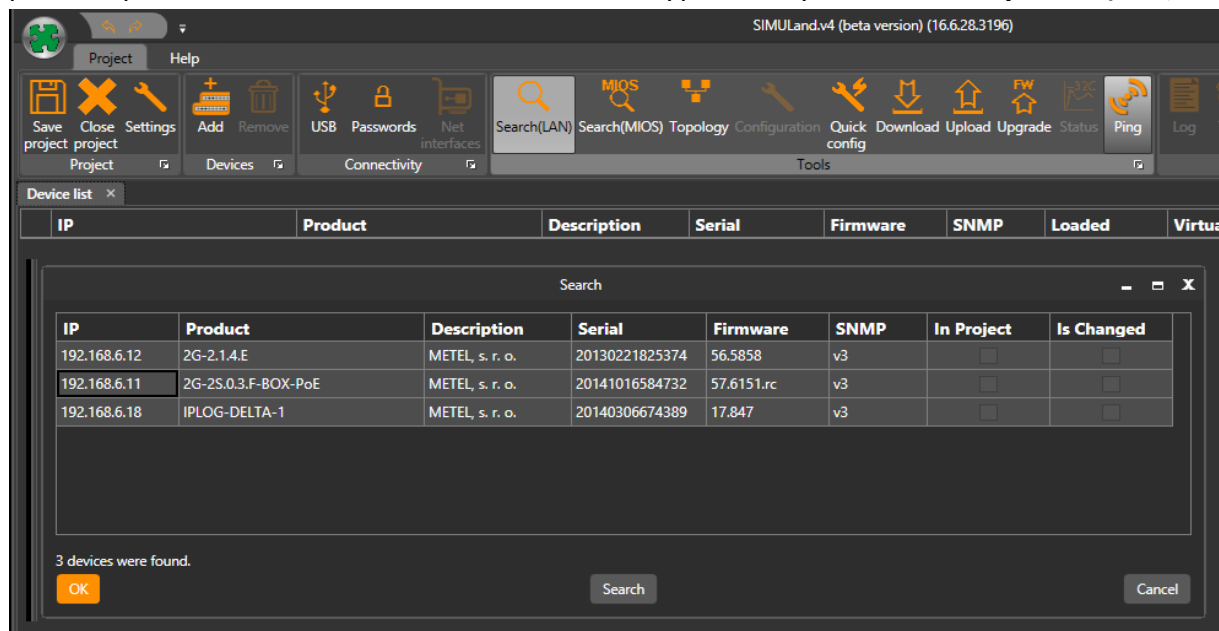 SIMULand.v4 (beta version) (16.6.28.3196)
Project Help
MIOS FW
Save project Close project Settings Add Remove USB Passwords Net interfaces Search(LAN) Search(MIOS) Topology Configuration Quick config Download Upload Upgrade Status Ping Log
Project Devices Connectivity Tools
Device list ×
IP Product Description Serial Firmware SNMP Loaded Virtua
Search
IP Product Description Serial Firmware SNMP In Project Is Changed
192.168.6.12 2G-2.1.4.E METEL, s. r. o. 20130221825374 56.5858 v3
192.168.6.11 2G-2S.0.3.F-BOX-PoE METEL, s. r. o. 20141016584732 57.6151.rc v3
192.168.6.18 IPLOG-DELTA-1 METEL, s. r. o. 20140306674389 17.847 v3
3 devices were found.
OK Search Cancel